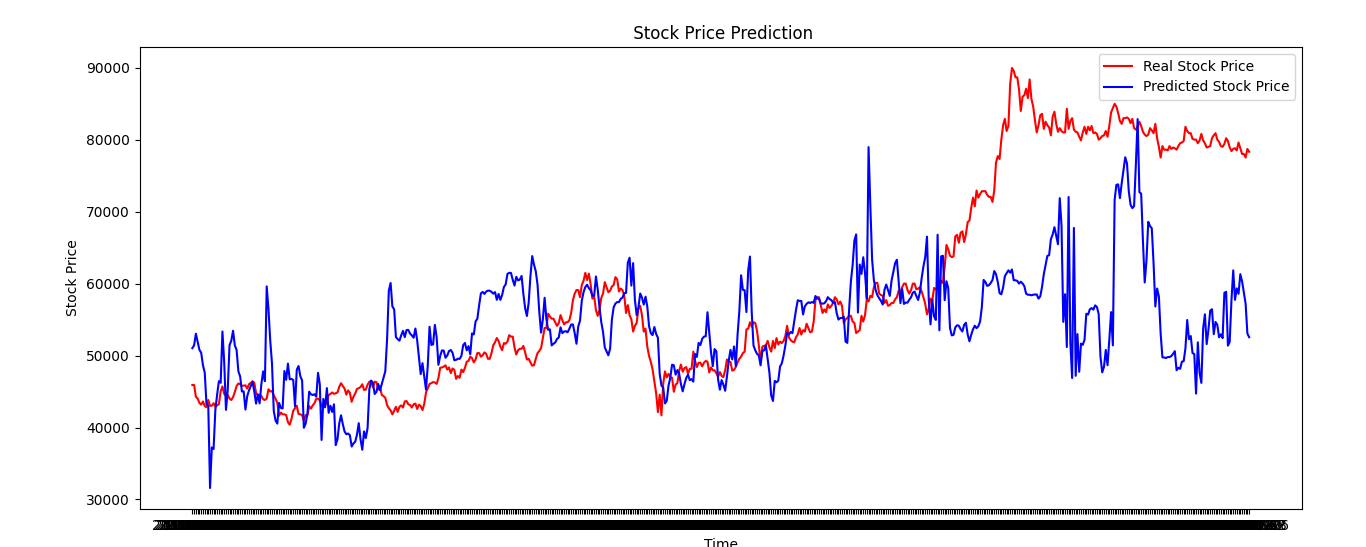 Stock Price Prediction
Real Stock Price
Predicted Stock Price
90000
80000
70000
60000
50000
40000
30000
Stock Price
Time